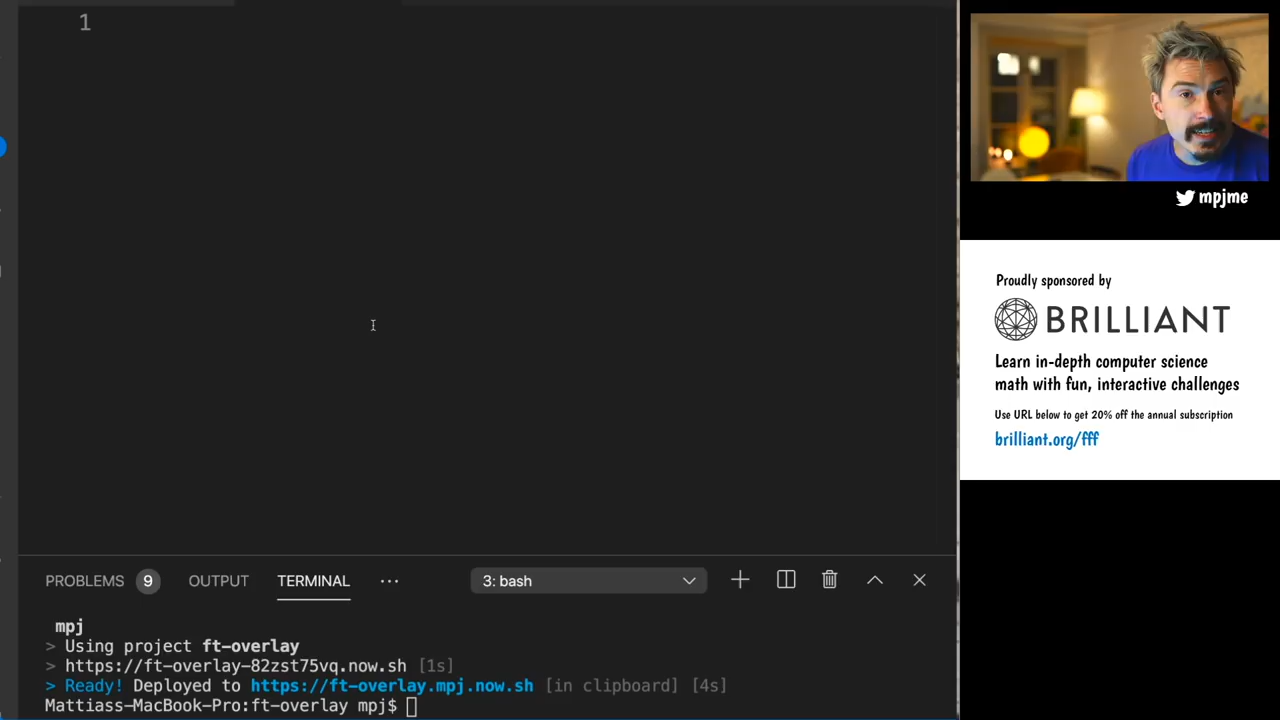 1
PROBLEMS 9 OUTPUT TERMINAL ··· 3: bash
mpj
> Using project ft-overlay
> https://ft-overlay-82zst75vq.now.sh [1s]
> Ready! Deployed to https://ft-overlay.mpj.now.sh [in clipboard] [4s]
Mattiass-MacBook-Pro:ft-overlay mpj$
mpjme
Proudly sponsored by
BRILLIANT
Learn in-depth computer science
math with fun, interactive challenges
Use URL below to get 20% off the annual subscription
brilliant.org/fff